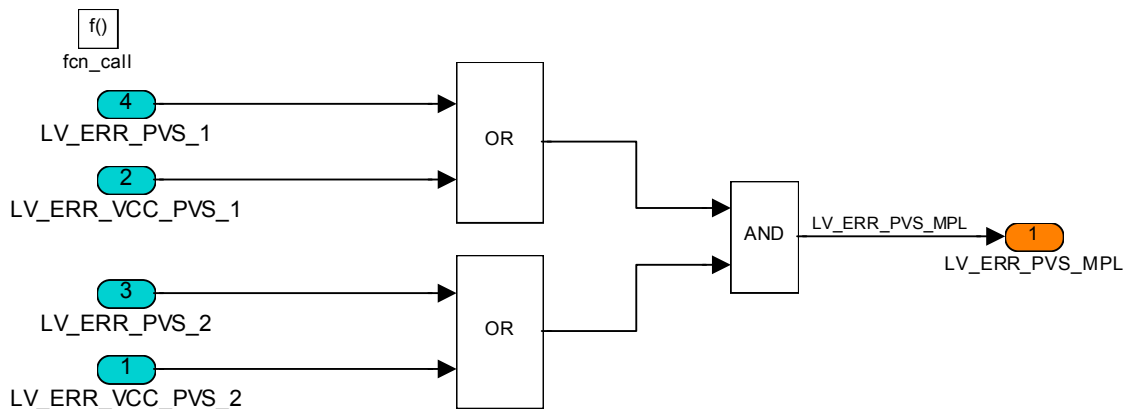 f()
fcn_call
4
LV_ERR_PVS_1
2
LV_ERR_VCC_PVS_1
OR
3
LV_ERR_PVS_2
1
LV_ERR_VCC_PVS_2
OR
AND
LV_ERR_PVS_MPL
1
LV_ERR_PVS_MPL